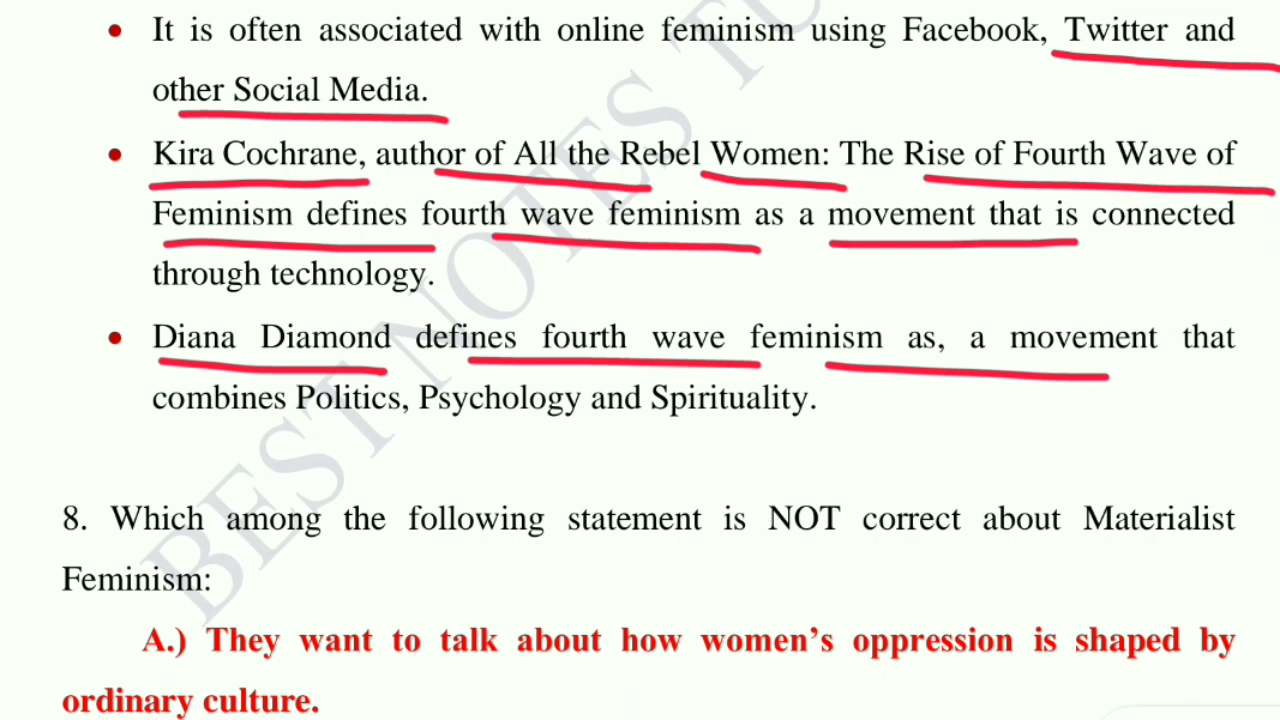 • It is often associated with online feminism using Facebook, Twitter and
other Social Media.
• Kira Cochrane, author of All the Rebel Women: The Rise of Fourth Wave of
Feminism defines fourth wave feminism as a movement that is connected
through technology.
• Diana Diamond defines fourth wave feminism as, a movement that
combines Politics, Psychology and Spirituality.
8. Which among the following statement is NOT correct about Materialist
Feminism:
A.) They want to talk about how women’s oppression is shaped by
ordinary culture.
BEST NOTES